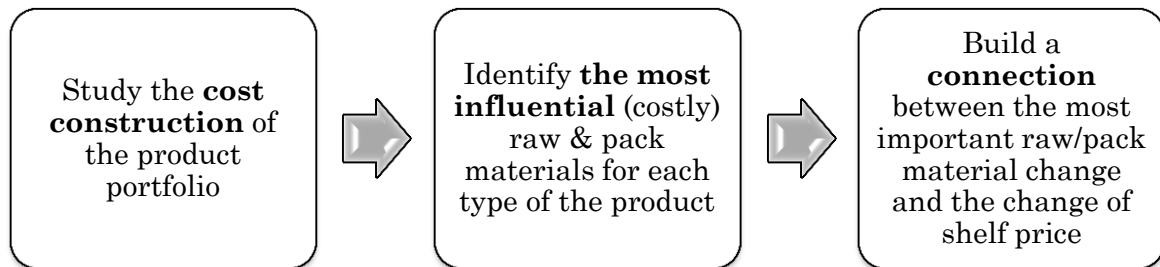 Study the cost
construction of
the product
portfolio
Identify the most
influential (costly)
raw & pack
materials for each
type of the product
Build a
connection
between the most
important raw/pack
material change
and the change of
shelf price